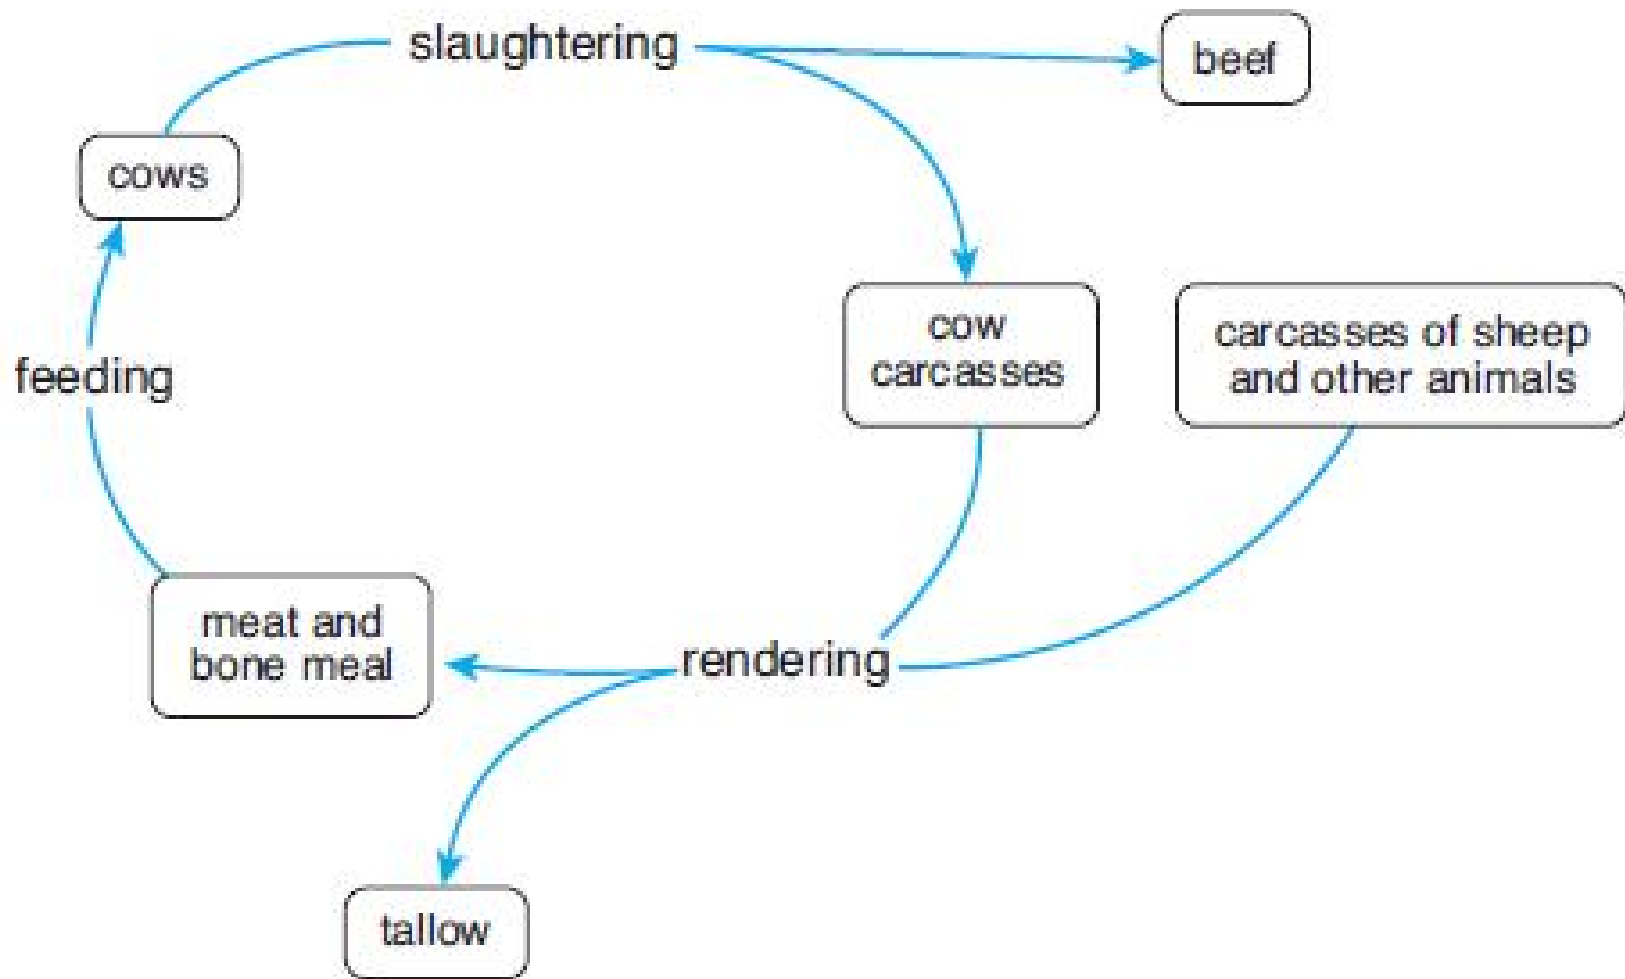 slaughtering
beef
cows
cow
carcasses
carcasses of sheep
and other animals
feeding
meat and
bone meal
rendering
tallow